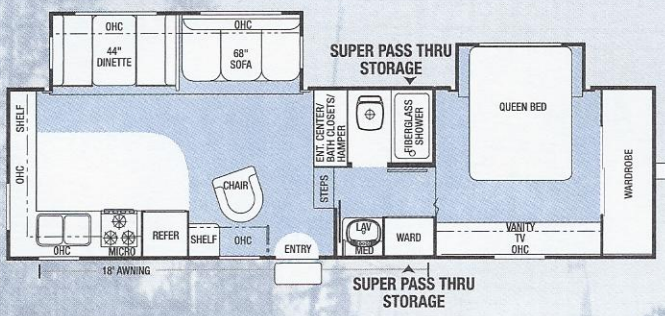 OHC
OHC
44"
DINETTE
68"
SOFA
SUPER PASS THRU
STORAGE
QUEEN BED
SHELF
OHC
ENT. CENTER/
BATH CLOSETS/
HAMPER
FIBERGLASS
SHOWER
WARDROBE
STEPS
CHAIR
REFER
SHELF
OHC
ENTRY
LAV
MED
WARD
VANITY
TV
OHC
OHC
MICRO
18' AWNING
SUPER PASS THRU
STORAGE